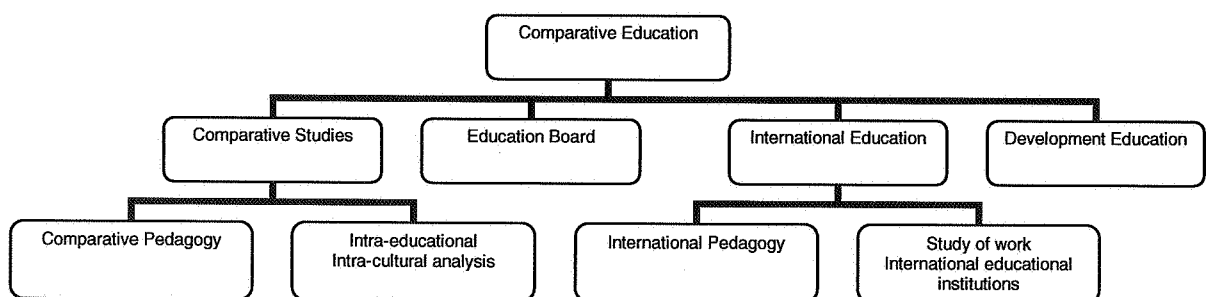 Comparative Education
Comparative Studies
Education Board
International Education
Development Education
Comparative Pedagogy
Intra-educational
Intra-cultural analysis
International Pedagogy
Study of work
International educational
institutions